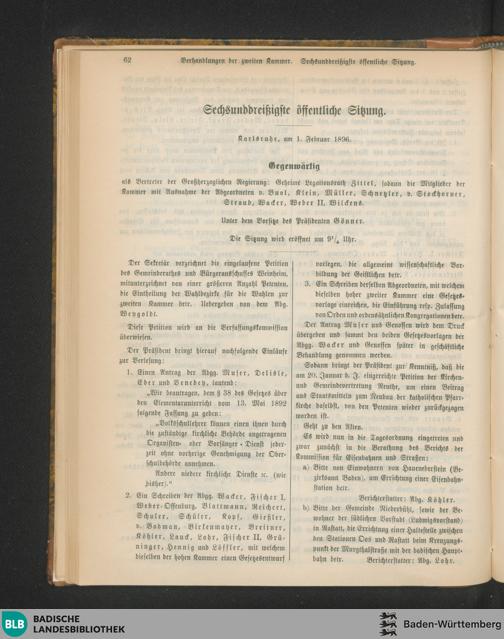 62
Verhandlungen der zweiten Kammer. Sechsunddreißigste öffentliche Sitzung.
Sechsunddreißigste öffentliche Sitzung.
Karlsruhe, am 1. Februar 1896.
Gegenwärtig
als Vertreter der Großherzoglichen Regierung: Geheime Legationsrath Zittel, sodann die Mitglieder der
Kammer mit Ausnahme der Abgeordneten v. Buol, Klein, Müller, Schnetzler, v. Stockhorner,
Straub, Wacker, Weber II, Wilckens.
Unter dem Vorsitze des Präsidenten Gönner.
Die Sitzung wird eröffnet um 9¼ Uhr.
Der Sekretär verzeichnet die eingelaufene Petition
des Gemeinderathes und Bürgerausschusses Weinheim,
mitunterzeichnet von einer größeren Anzahl Petenten,
die Eintheilung der Wahlbezirke für die Wahlen zur
zweiten Kammer betr. Uebergeben von dem Abg.
Weygoldt.
Diese Petition wird an die Verfassungskommission
überwiesen.
Der Präsident bringt hierauf nachfolgende Einläufe
zur Verlesung:
1. Einen Antrag der Abgg. Muser, Delisle,
Eder und Venedey, lautend:
„Wir beantragen, dem § 38 des Gesetzes über
den Elementarunterricht vom 13. Mai 1892
folgende Fassung zu geben:
„Volksschullehrer können einen ihnen durch
die zuständige kirchliche Behörde angetragenen
Organisten- oder Vorsänger-Dienst jeder-
zeit ohne vorherige Genehmigung der Ober-
schulbehörde annehmen.
Andere niedere kirchliche Dienste ⁊c. (wie
bisher)."
2. Ein Schreiben der Abgg. Wacker, Fischer I,
Weber-Offenburg, Blattmann, Reichert,
Schuler, Schüler, Kopf, Gießler,
v. Bodman, Birkenmayer, Breitner,
Köhler, Lauck, Lohr, Fischer II, Grü-
ninger, Hennig und Löffler, mit welchem
dieselben der hohen Kammer einen Gesetzentwurf
vorlegen, die allgemeine wissenschaftliche Vor-
bildung der Geistlichen betr.
3. Ein Schreiben derselben Abgeordneten, mit welchem
dieselben hoher zweiter Kammer eine Gesetzes-
vorlage einreichen, die Einführung resp. Zulassung
von Orden und ordensähnlichen Kongregationen betr.
Der Antrag Muser und Genossen wird dem Druck
übergeben und sammt den beiden Gesetzesvorlagen der
Abgg. Wacker und Genossen später in geschäftliche
Behandlung genommen werden.
Sodann bringt der Präsident zur Kenntniß, daß die
am 20. Januar d. J. eingereichte Petition der Kirchen-
und Gemeindevertretung Reuthe, um einen Beitrag
aus Staatsmitteln zum Neubau der katholischen Pfarr-
kirche daselbst, von den Petenten wieder zurückgezogen
worden ist.
Geht zu den Akten.
Es wird nun in die Tagesordnung eingetreten und
zwar zunächst in die Berathung des Berichts der
Kommission für Eisenbahnen und Straßen:
a) Bitte von Einwohnern von Haueneberstein (Be-
zirksamt Baden), um Errichtung einer Eisenbahn-
station betr.
Berichterstatter: Abg. Köhler.
b) Bitte der Gemeinde Niederbühl, sowie der Be-
wohner der südlichen Vorstadt (Ludwigsvorstadt)
in Rastatt, die Errichtung einer Haltestelle zwischen
den Stationen Oos und Rastatt beim Kreuzungs-
punkt der Murgthalstraße mit der badischen Haupt-
bahn betr. Berichterstatter: Abg. Lohr.
BLB BADISCHE
LANDESBIBLIOTHEK
Baden-Württemberg